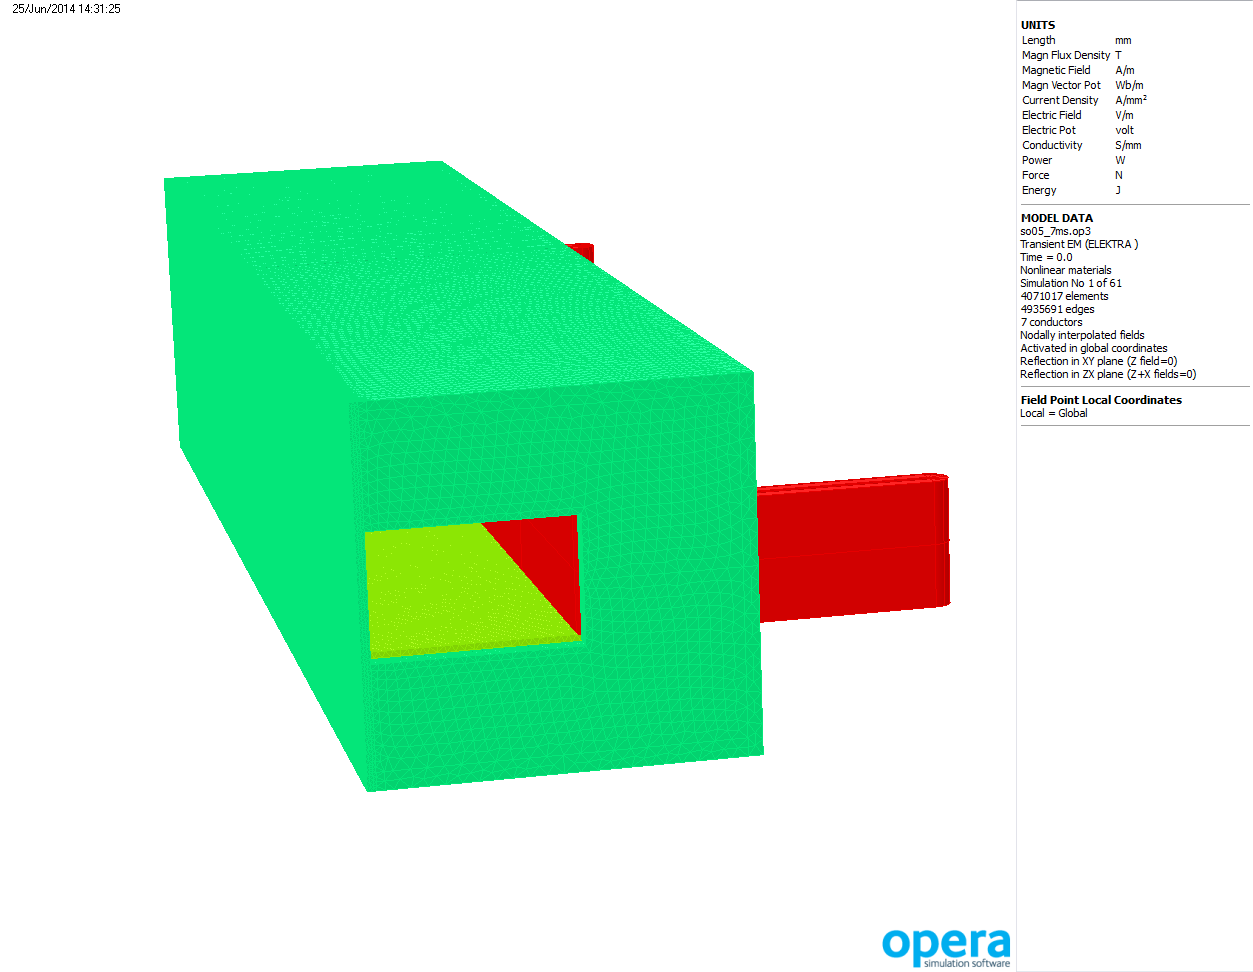 25/Jun/2014 14:31:25
UNITS
Length mm
Magn Flux Density T
Magnetic Field A/m
Magn Vector Pot Wb/m
Current Density A/mm²
Electric Field V/m
Electric Pot volt
Conductivity S/mm
Power W
Force N
Energy J
MODEL DATA
so05_7ms.op3
Transient EM (ELEKTRA )
Time = 0.0
Nonlinear materials
Simulation No 1 of 61
4071017 elements
4935691 edges
7 conductors
Nodally interpolated fields
Activated in global coordinates
Reflection in XY plane (Z field=0)
Reflection in ZX plane (Z+X fields=0)
Field Point Local Coordinates
Local = Global
opera
simulation software